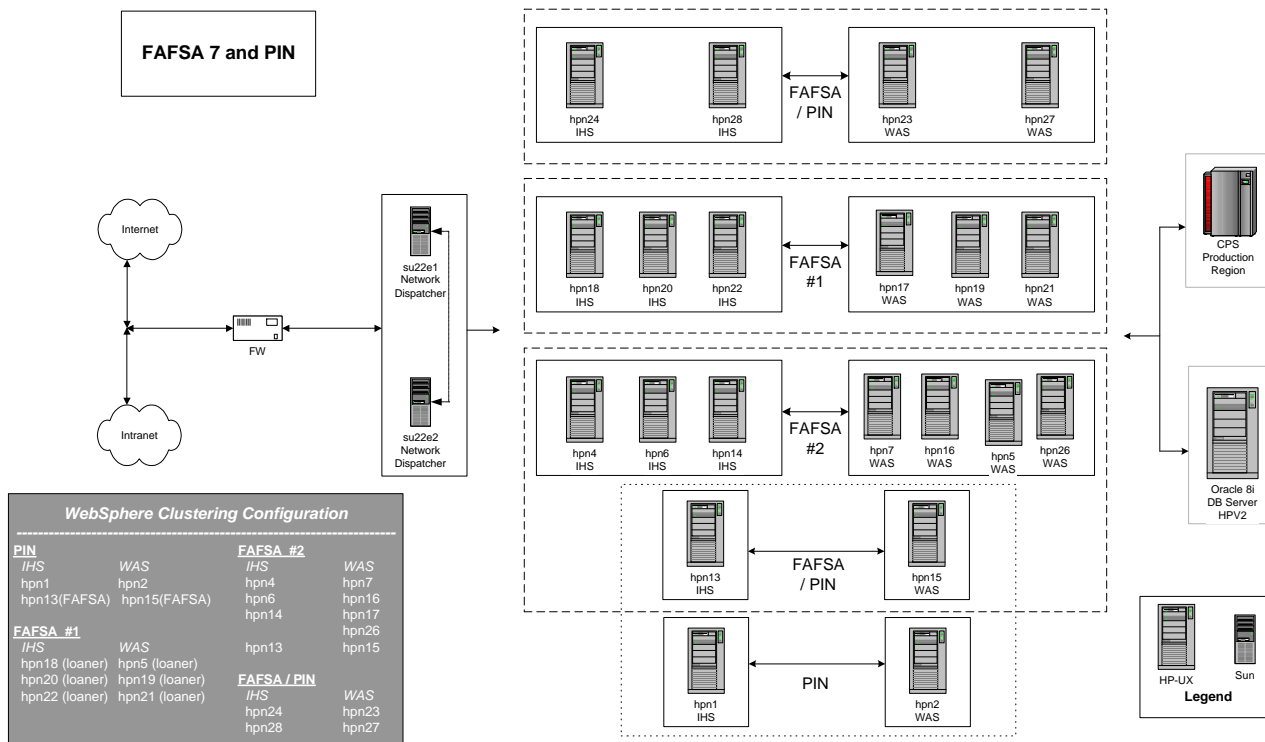 FAFSA 7 and PIN
hpn24
IHS
hpn28
IHS
FAFSA
/ PIN
hpn23
WAS
hpn27
WAS
Internet
Intranet
FW
su22e1
Network
Dispatcher
su22e2
Network
Dispatcher
hpn18
IHS
hpn20
IHS
hpn22
IHS
FAFSA
#1
hpn17
WAS
hpn19
WAS
hpn21
WAS
hpn4
IHS
hpn6
IHS
hpn14
IHS
FAFSA
#2
hpn7
WAS
hpn16
WAS
hpn5
WAS
hpn26
WAS
hpn13
IHS
FAFSA
/ PIN
hpn15
WAS
hpn1
IHS
PIN
hpn2
WAS
CPS
Production
Region
Oracle 8i
DB Server
HPV2
WebSphere Clustering Configuration
--------------------------------------------------------------------
PIN
IHS WAS
hpn1 hpn2
hpn13(FAFSA) hpn15(FAFSA)
FAFSA #1
IHS WAS
hpn18 (loaner) hpn5 (loaner)
hpn20 (loaner) hpn19 (loaner)
hpn22 (loaner) hpn21 (loaner)
FAFSA #2
IHS WAS
hpn4 hpn7
hpn6 hpn16
hpn14 hpn17
hpn26
hpn13 hpn15
FAFSA / PIN
IHS WAS
hpn24 hpn23
hpn28 hpn27
HP-UX
Sun
Legend